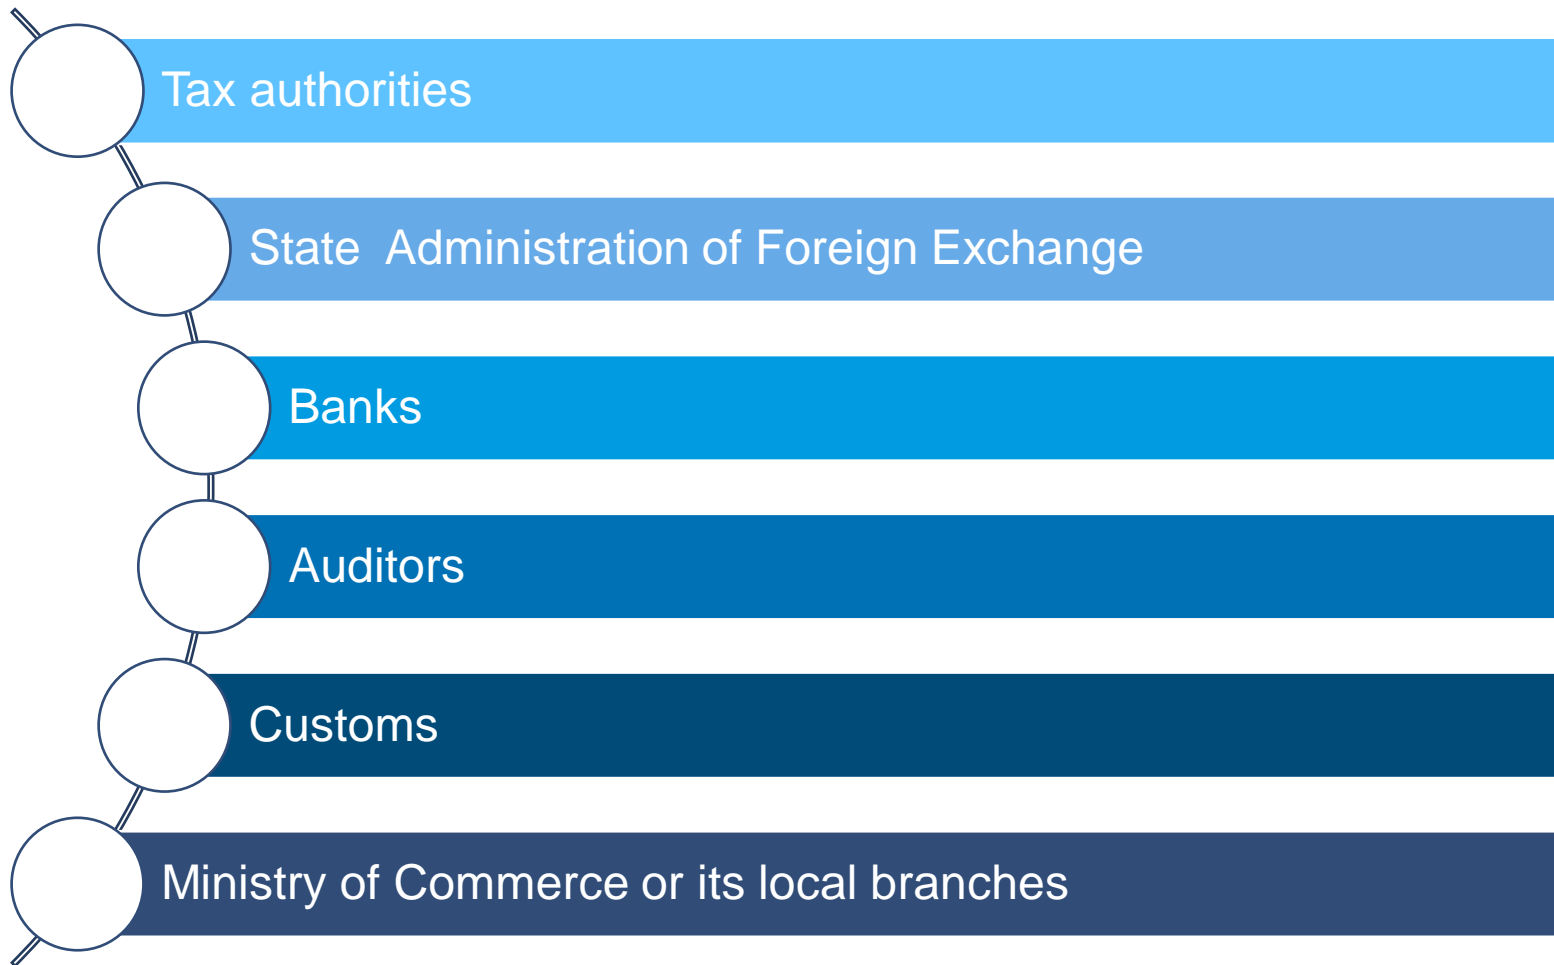 Tax authorities
State  Administration of Foreign Exchange
Banks
Auditors
Customs
Ministry of Commerce or its local branches